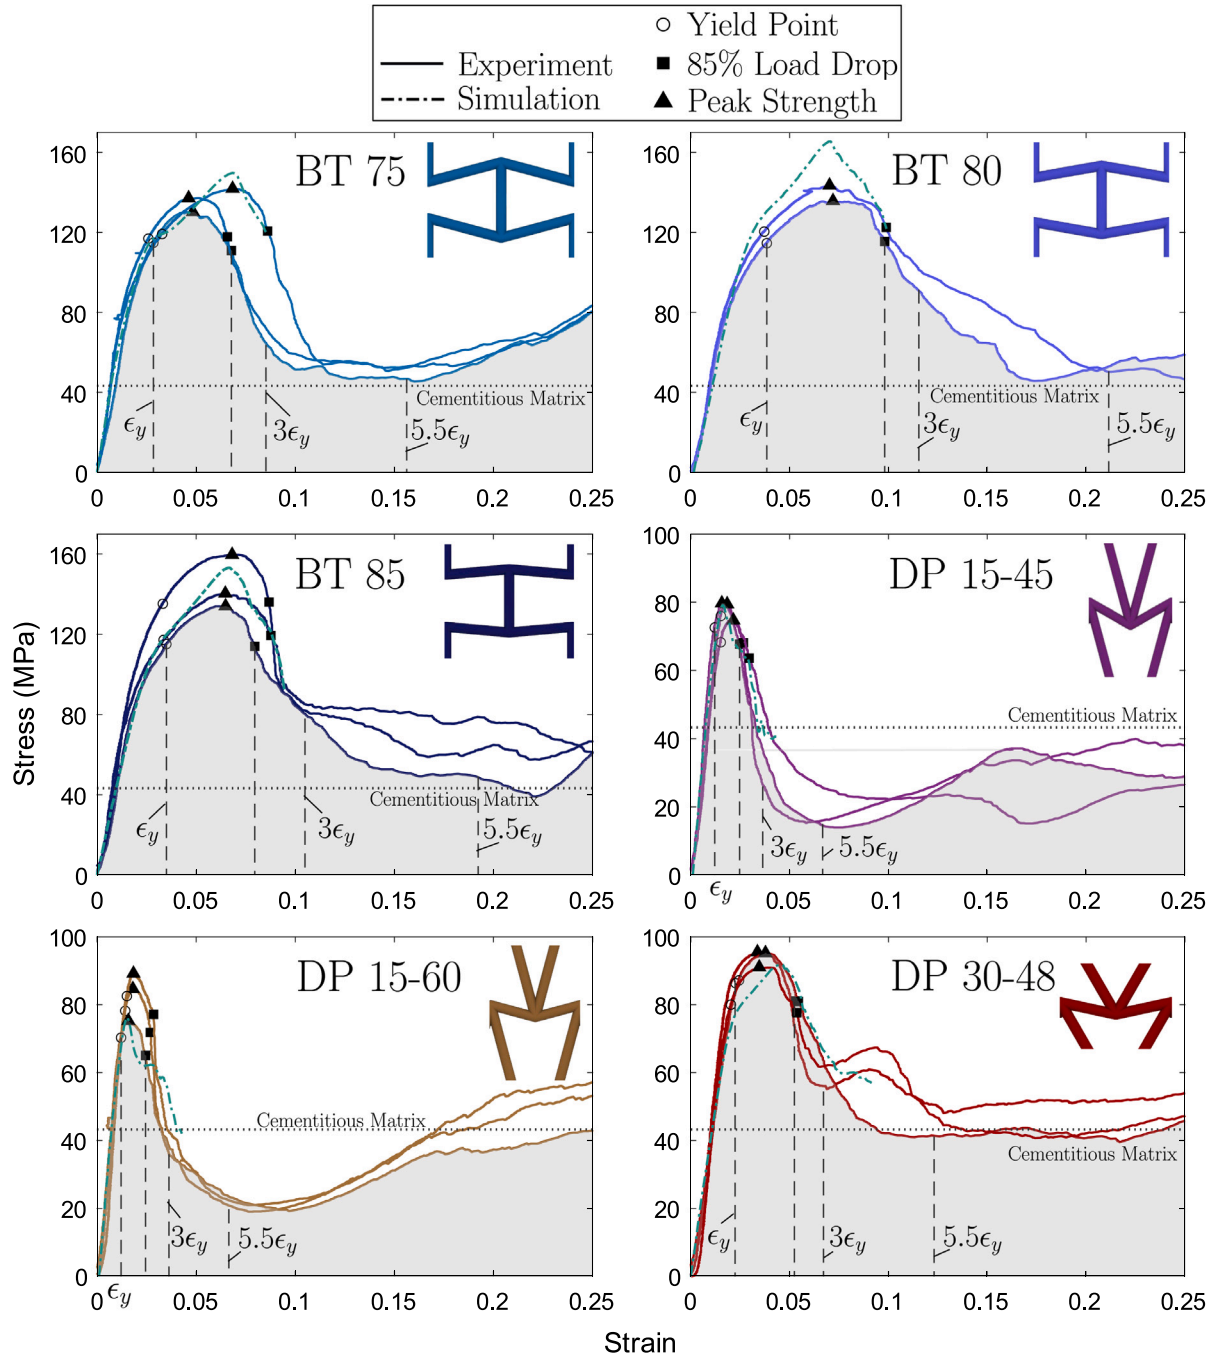 Yield Point
Experiment
85% Load Drop
Simulation
Peak Strength
BT 75
160
120
80
40
0
Cementitious Matrix
ϵy
3ϵy
5.5ϵy
0 0.05 0.1 0.15 0.2 0.25
BT 80
160
120
80
40
0
Cementitious Matrix
ϵy
3ϵy
5.5ϵy
0 0.05 0.1 0.15 0.2 0.25
Stress (MPa)
BT 85
160
120
80
40
0
Cementitious Matrix
ϵy
3ϵy
5.5ϵy
0 0.05 0.1 0.15 0.2 0.25
DP 15-45
100
80
60
40
20
0
Cementitious Matrix
3ϵy
5.5ϵy
ϵy
0 0.05 0.1 0.15 0.2 0.25
DP 15-60
100
80
60
40
20
0
Cementitious Matrix
3ϵy
5.5ϵy
ϵy
0 0.05 0.1 0.15 0.2 0.25
DP 30-48
100
80
60
40
20
0
Cementitious Matrix
ϵy
3ϵy
5.5ϵy
0 0.05 0.1 0.15 0.2 0.25
Strain